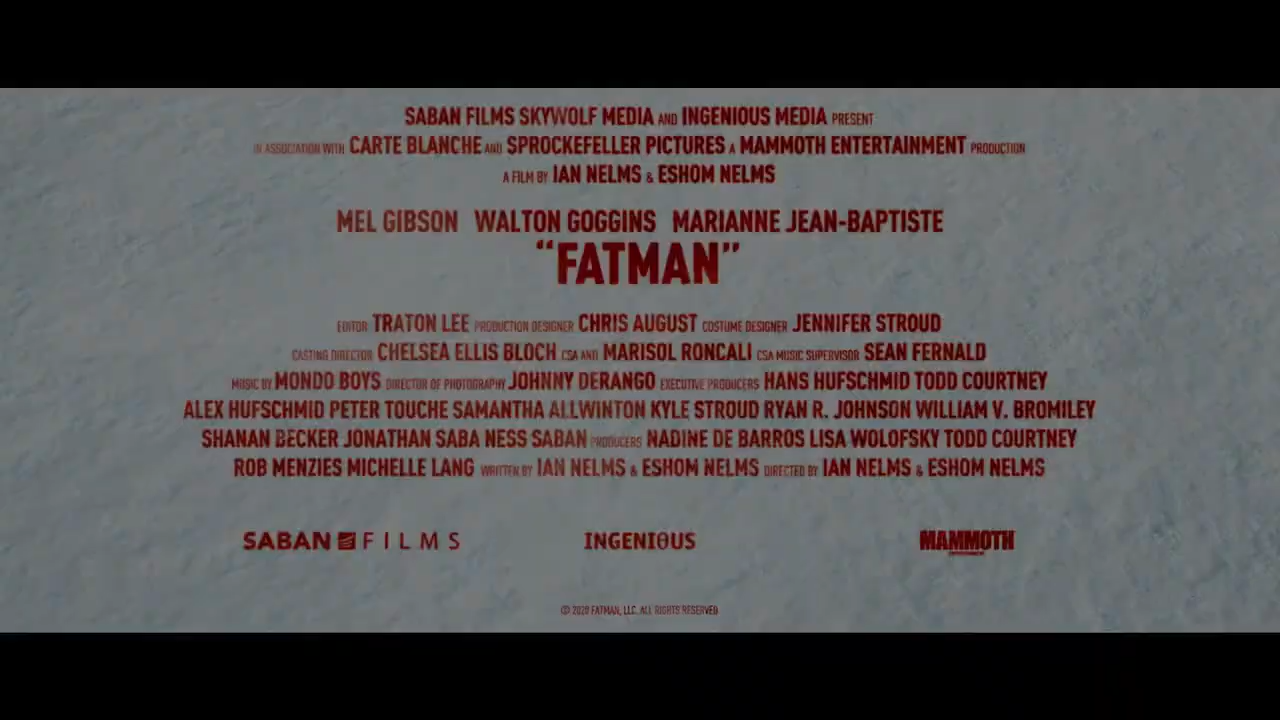 SABAN FILMS SKYWOLF MEDIA AND INGENIOUS MEDIA PRESENT
IN ASSOCIATION WITH CARTE BLANCHE AND SPROCKEFELLER PICTURES A MAMMOTH ENTERTAINMENT PRODUCTION
A FILM BY IAN NELMS & ESHOM NELMS
MEL GIBSON WALTON GOGGINS MARIANNE JEAN-BAPTISTE
“FATMAN”
EDITOR TRATON LEE PRODUCTION DESIGNER CHRIS AUGUST COSTUME DESIGNER JENNIFER STROUD
CASTING DIRECTOR CHELSEA ELLIS BLOCH CSA AND MARISOL RONCALI CSA MUSIC SUPERVISOR SEAN FERNALD
MUSIC BY MONDO BOYS DIRECTOR OF PHOTOGRAPHY JOHNNY DERANGO EXECUTIVE PRODUCERS HANS HUFSCHMID TODD COURTNEY
ALEX HUFSCHMID PETER TOUCHE SAMANTHA ALLWINTON KYLE STROUD RYAN R. JOHNSON WILLIAM V. BROMILEY
SHANAN BECKER JONATHAN SABA NESS SABAN PRODUCERS NADINE DE BARROS LISA WOLOFSKY TODD COURTNEY
ROB MENZIES MICHELLE LANG WRITTEN BY IAN NELMS & ESHOM NELMS DIRECTED BY IAN NELMS & ESHOM NELMS
SABAN FILMS INGENIOUS MAMMOTH
© 2020 FATMAN, LLC. ALL RIGHTS RESERVED